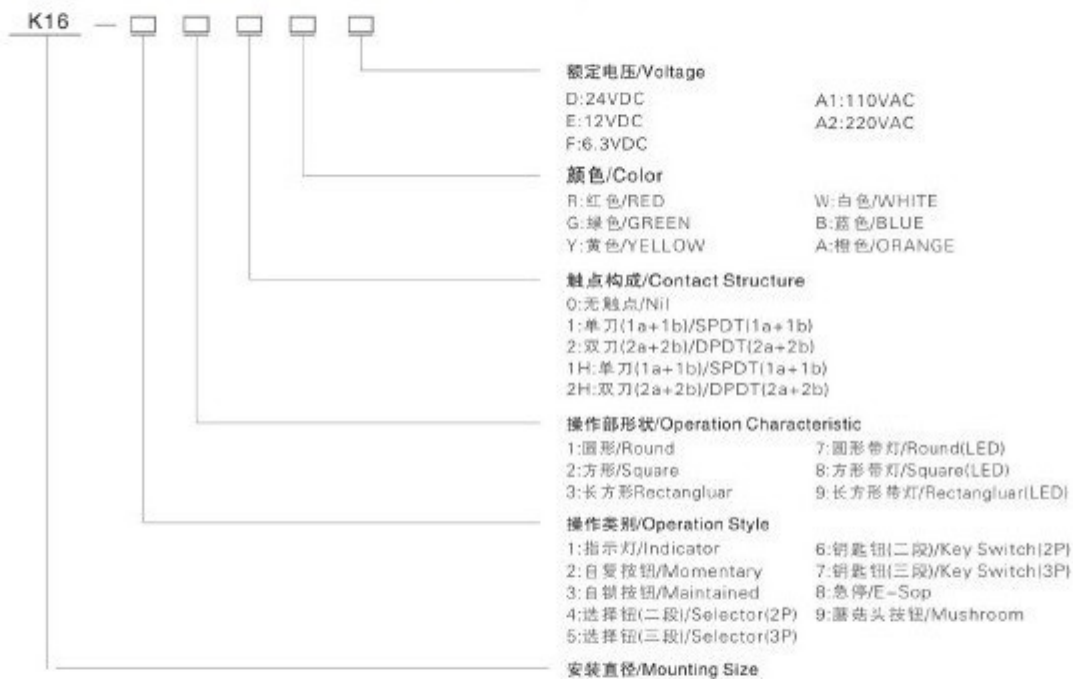 K16 — □ □ □ □ □
额定电压/Voltage
D:24VDC A1:110VAC
E:12VDC A2:220VAC
F:6.3VDC
颜色/Color
R:红色/RED W:白色/WHITE
G:绿色/GREEN B:蓝色/BLUE
Y:黄色/YELLOW A:橙色/ORANGE
触点构成/Contact Structure
0:无触点/Nil
1:单刀(1a+1b)/SPDT(1a+1b)
2:双刀(2a+2b)/DPDT(2a+2b)
1H:单刀(1a+1b)/SPDT(1a+1b)
2H:双刀(2a+2b)/DPDT(2a+2b)
操作部形状/Operation Characteristic
1:圆形/Round 7:圆形带灯/Round(LED)
2:方形/Square 8:方形带灯/Square(LED)
3:长方形Rectangluar 9:长方形带灯/Rectangluar(LED)
操作类别/Operation Style
1:指示灯/Indicator 6:钥匙钮(二段)/Key Switch(2P)
2:自复按钮/Momentary 7:钥匙钮(三段)/Key Switch(3P)
3:自锁按钮/Maintained 8:急停/E-Sop
4:选择钮(二段)/Selector(2P) 9:蘑菇头按钮/Mushroom
5:选择钮(三段)/Selector(3P)
安装直径/Mounting Size